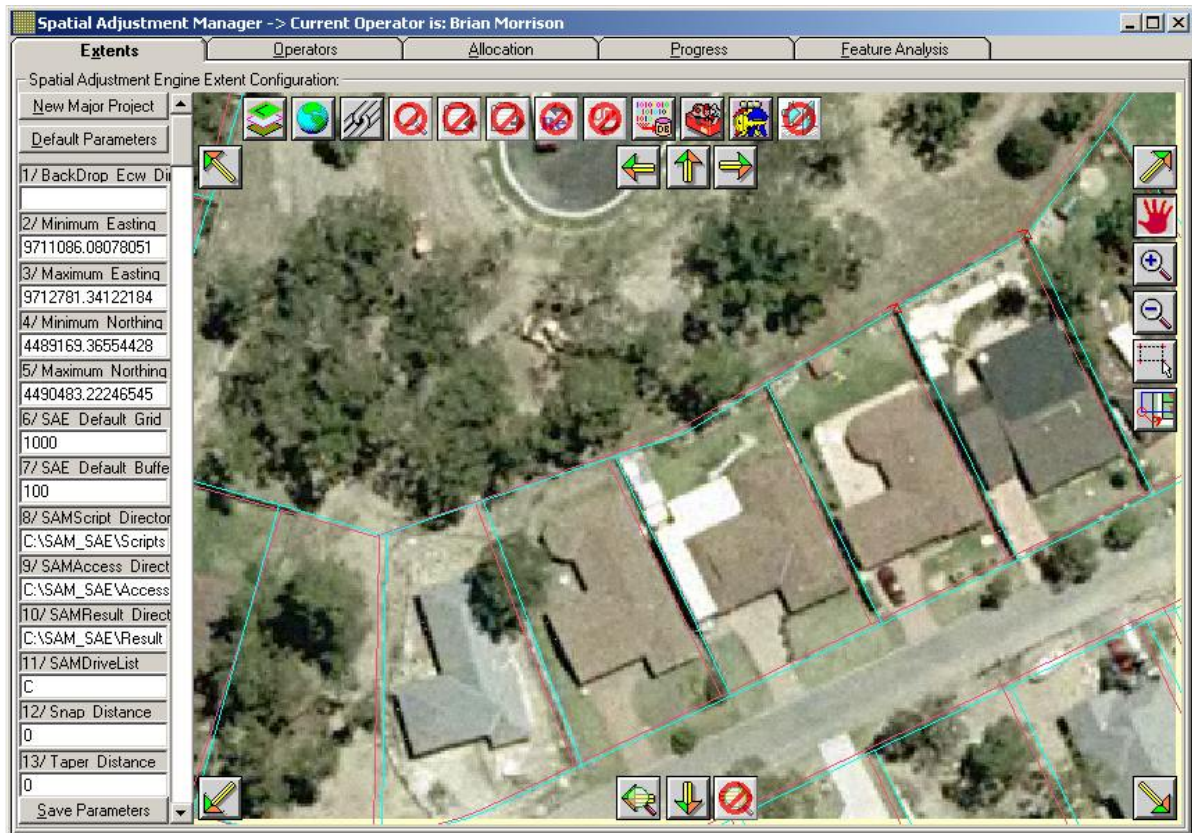 Spatial Adjustment Manager -> Current Operator is: Brian Morrison
Extents Operators Allocation Progress Feature Analysis
Spatial Adjustment Engine Extent Configuration:
New Major Project
Default Parameters
1/ BackDrop Ecw Di
2/ Minimum Easting
9711086.08078051
3/ Maximum Easting
9712781.34122184
4/ Minimum Northing
4489169.36554428
5/ Maximum Northing
4490483.22246545
6/ SAE Default Grid
1000
7/ SAE Default Buffe
100
8/ SAMScript Director
C:\SAM_SAE\Scripts
9/ SAMAccess Direct
C:\SAM_SAE\Access
10/ SAMResult Direct
C:\SAM_SAE\Result
11/ SAMDriveList
C
12/ Snap Distance
0
13/ Taper Distance
0
Save Parameters